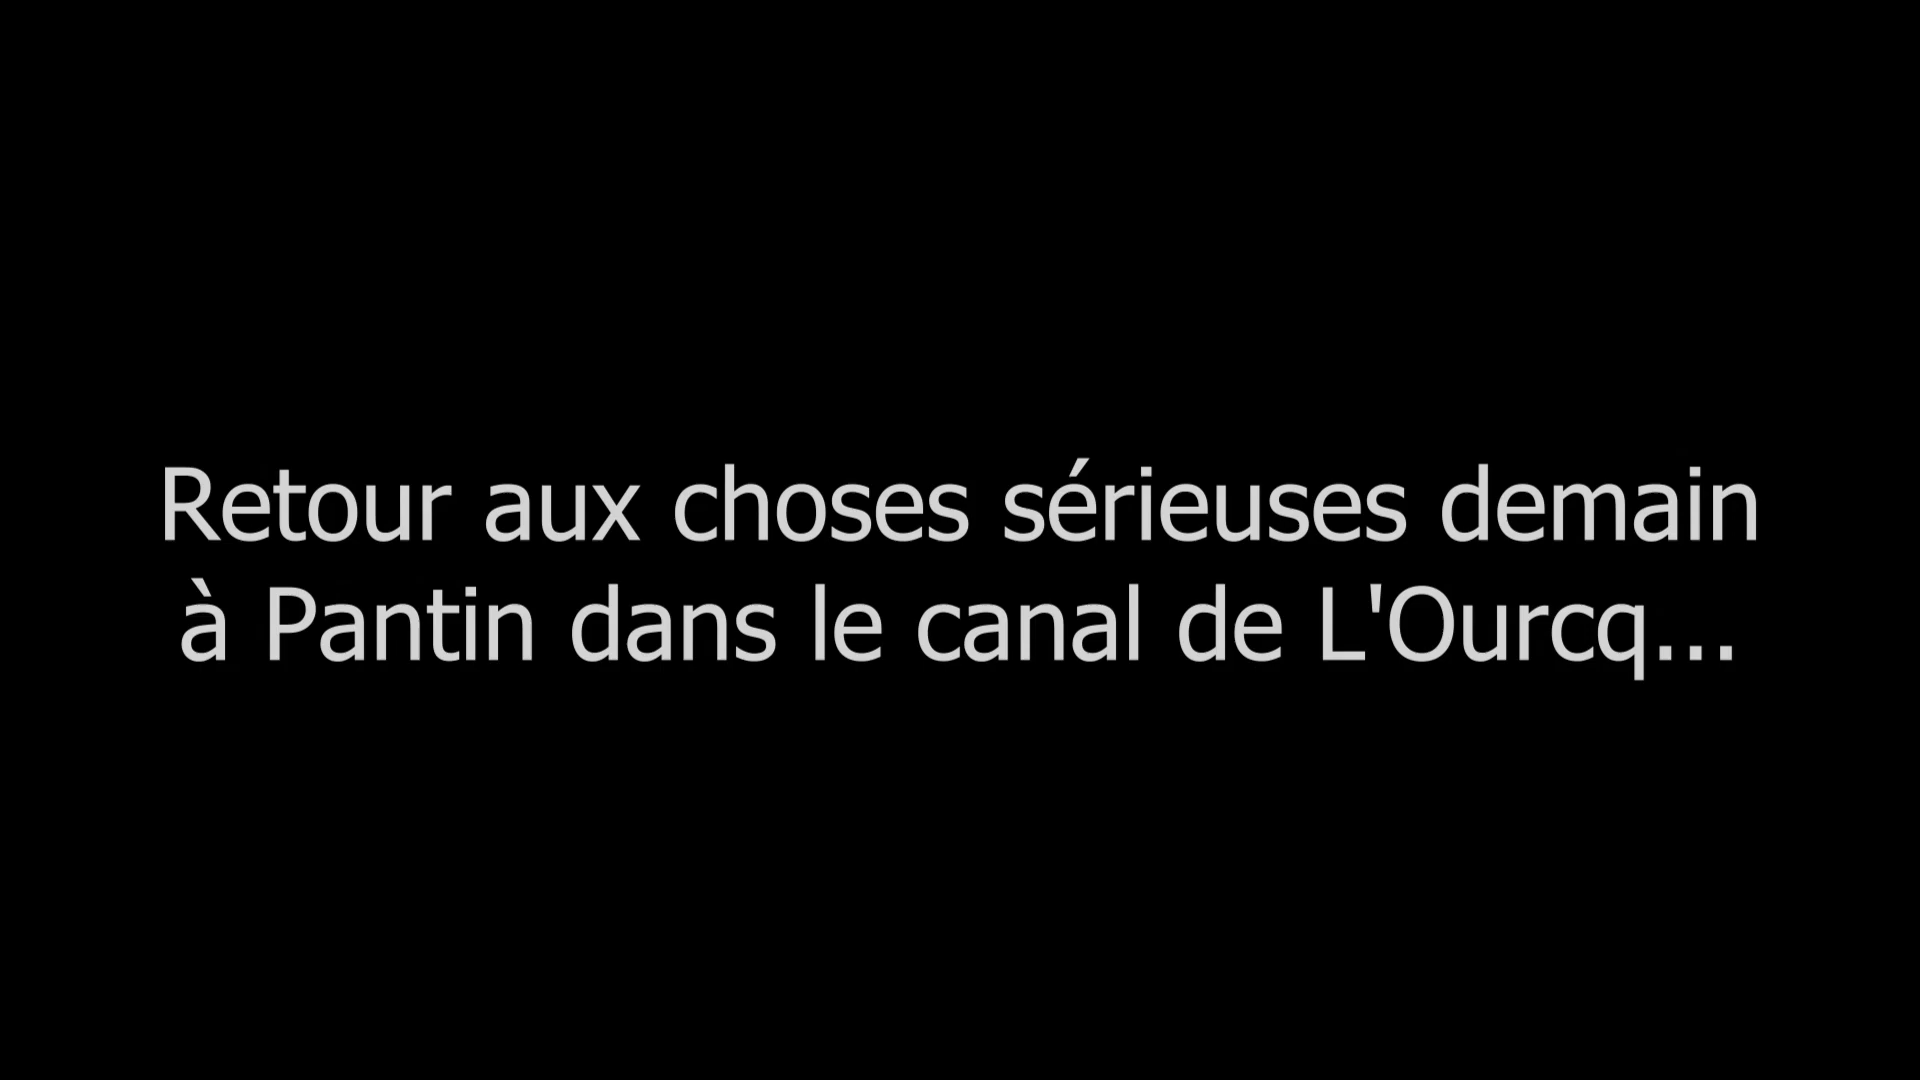 Retour aux choses sérieuses demain
à Pantin dans le canal de L'Ourcq...